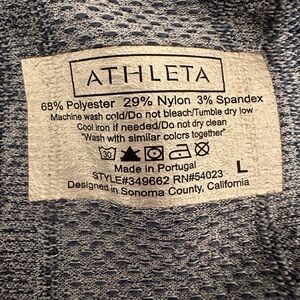 ATHLETA
68% Polyester 29% Nylon 3% Spandex
Machine wash cold/Do not bleach/Tumble dry low
Cool iron if needed/Do not dry clean
"Wash with similar colors together"
30
Made in Portugal
STYLE#349662 RN#54023 L
Designed in Sonoma County, California